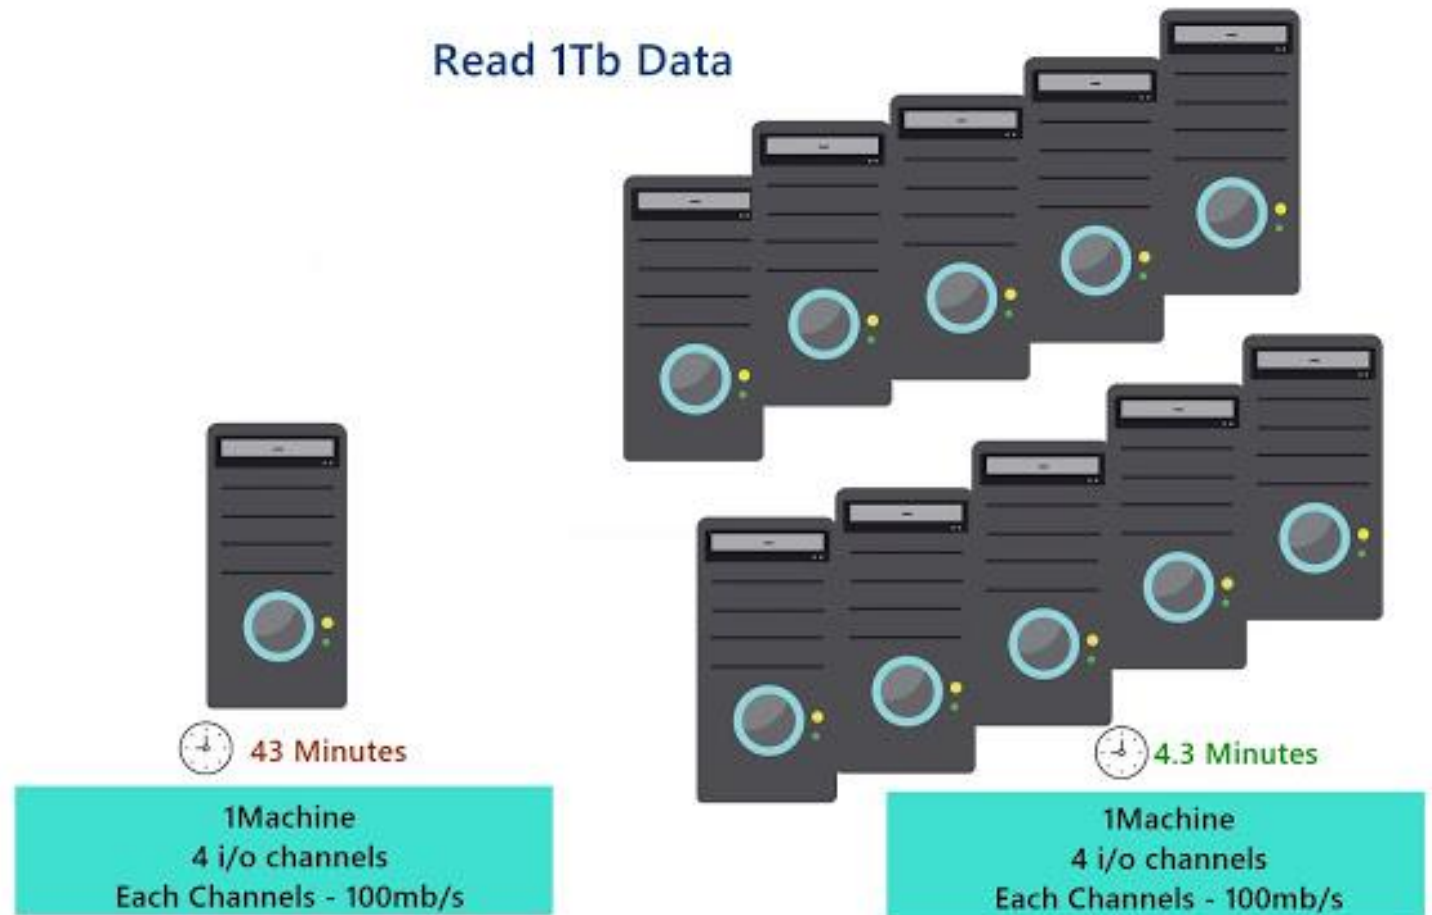 Read 1Tb Data
43 Minutes
1Machine
4 i/o channels
Each Channels - 100mb/s
4.3 Minutes
1Machine
4 i/o channels
Each Channels - 100mb/s